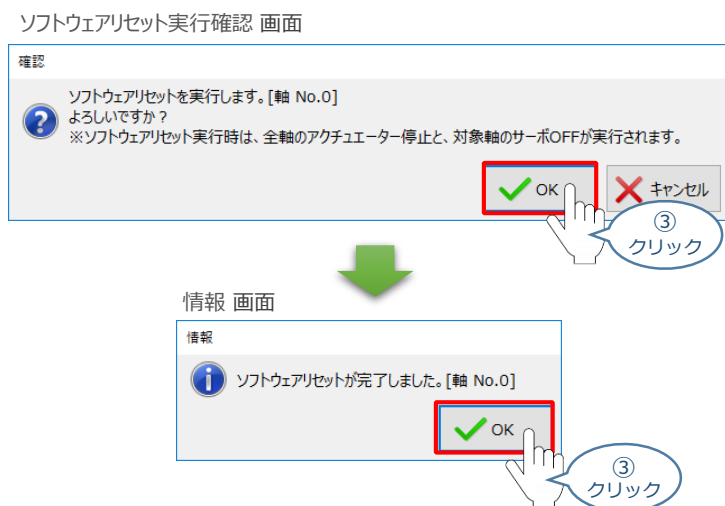 ソフトウェアリセット実行確認 画面
確認
ソフトウェアリセットを実行します。[軸 No.0]
よろしいですか？
※ソフトウェアリセット実行時は、全軸のアクチュエーター停止と、対象軸のサーボOFFが実行されます。
OK
キャンセル
③
クリック
情報 画面
情報
ソフトウェアリセットが完了しました。[軸 No.0]
OK
③
クリック